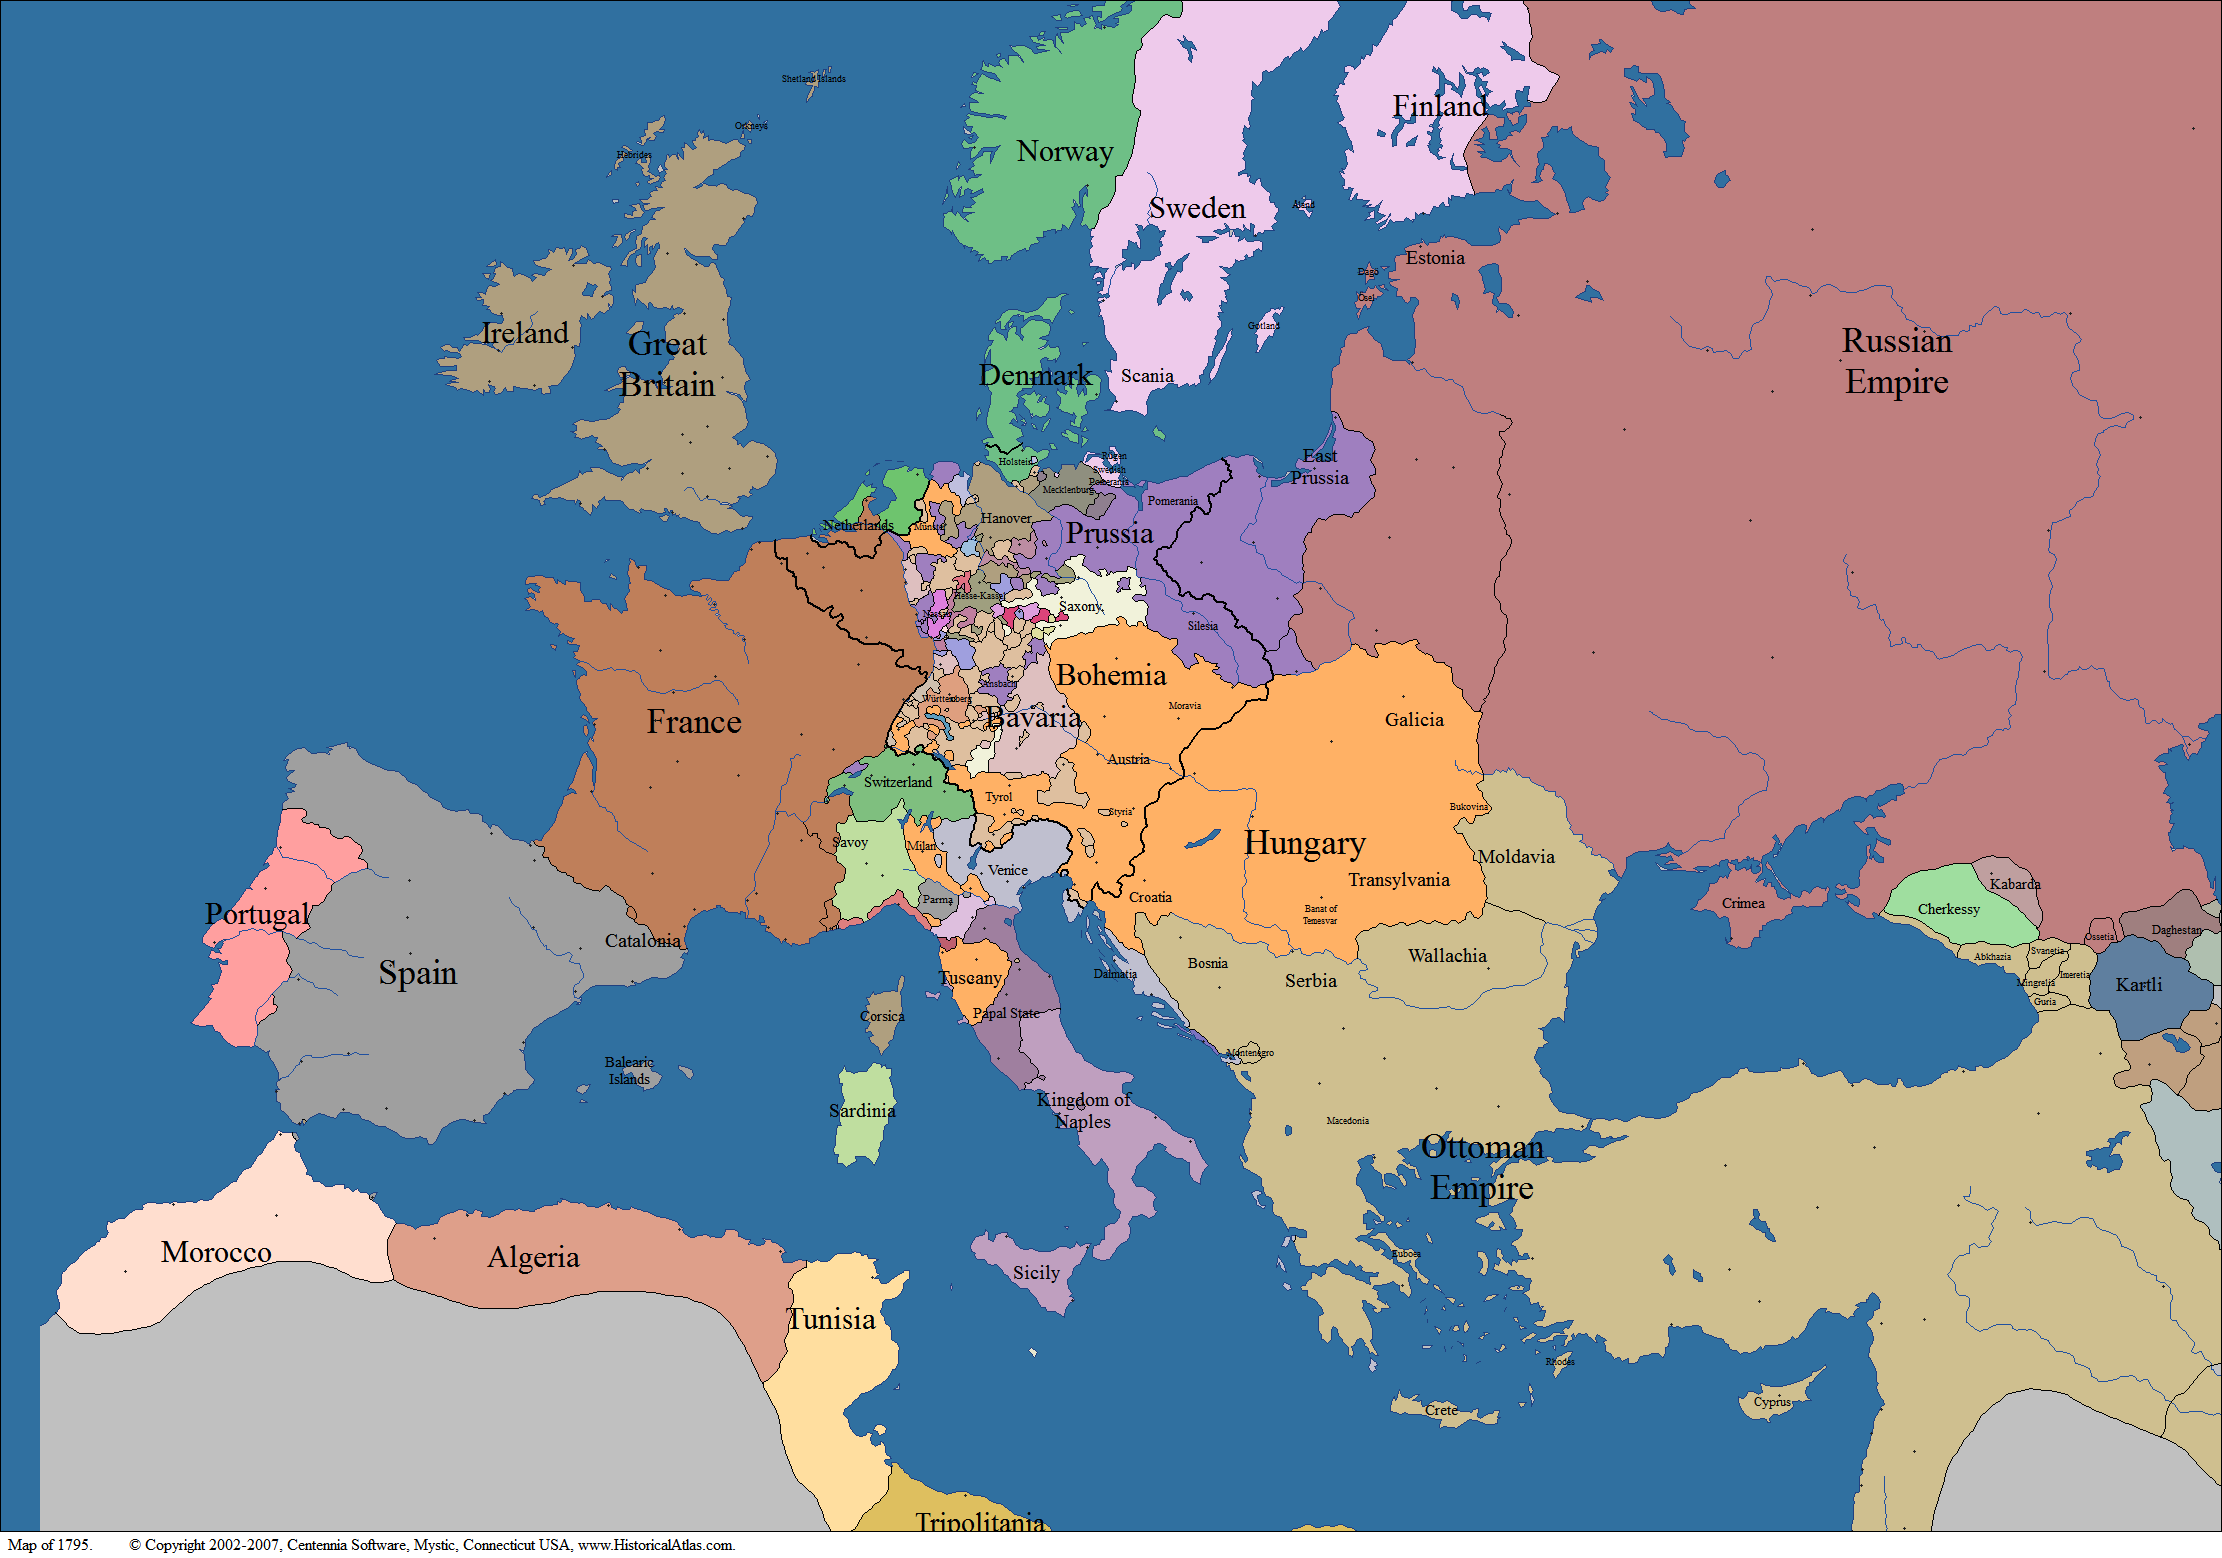 Shetland Islands
Orkneys
Hebrides
Norway
Sweden
Finland
Åland
Estonia
Dagö
Ösel
Russian
Empire
Ireland
Great
Britain
Gotland
Denmark
Scania
Holstein
Rügen
Swedish
Pomerania
Mecklenburg
Pomerania
East
Prussia
Netherlands
Münster
Hanover
Prussia
Hesse-Kassel
Nassau
Saxony
Silesia
Bohemia
Ansbach
Württemberg
Bavaria
Moravia
Galicia
France
Austria
Switzerland
Tyrol
Styria
Bukovina
Savoy
Milan
Venice
Hungary
Moldavia
Transylvania
Kabarda
Parma
Croatia
Banat of
Temesvar
Crimea
Cherkessy
Portugal
Catalonia
Spain
Ossetia
Daghestan
Svanetia
Abkhazia
Imeretia
Mingrelia
Guria
Kartli
Tuscany
Dalmatia
Bosnia
Serbia
Wallachia
Corsica
Papal State
Montenegro
Balearic
Islands
Sardinia
Kingdom of
Naples
Macedonia
Ottoman
Empire
Morocco
Algeria
Sicily
Euboea
Tunisia
Rhodes
Crete
Cyprus
Tripolitania
Map of 1795. © Copyright 2002-2007, Centennia Software, Mystic, Connecticut USA, www.HistoricalAtlas.com.